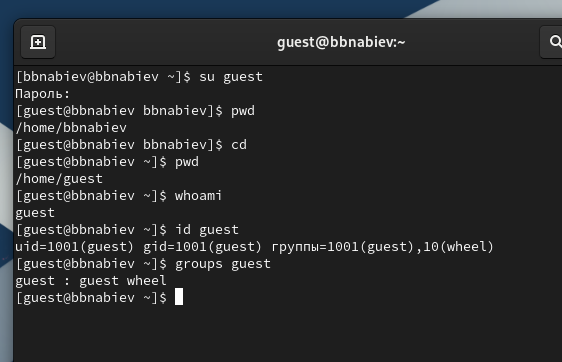 guest@bbnabiev:~
[bbnabiev@bbnabiev ~]$ su guest
Пароль:
[guest@bbnabiev bbnabiev]$ pwd
/home/bbnabiev
[guest@bbnabiev bbnabiev]$ cd
[guest@bbnabiev ~]$ pwd
/home/guest
[guest@bbnabiev ~]$ whoami
guest
[guest@bbnabiev ~]$ id guest
uid=1001(guest) gid=1001(guest) группы=1001(guest),10(wheel)
[guest@bbnabiev ~]$ groups guest
guest : guest wheel
[guest@bbnabiev ~]$